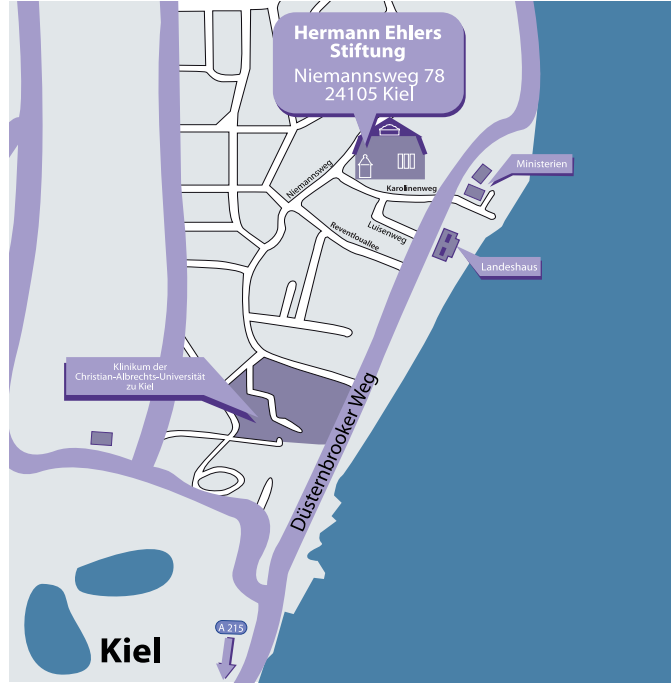 Hermann Ehlers
Stiftung
Niemannsweg 78
24105 Kiel
Ministerien
Niemannsweg
Karolinenweg
Luisenweg
Reventlouallee
Landeshaus
Klinikum der
Christian-Albrechts-Universität
zu Kiel
Düsternbrooker Weg
A 215
Kiel